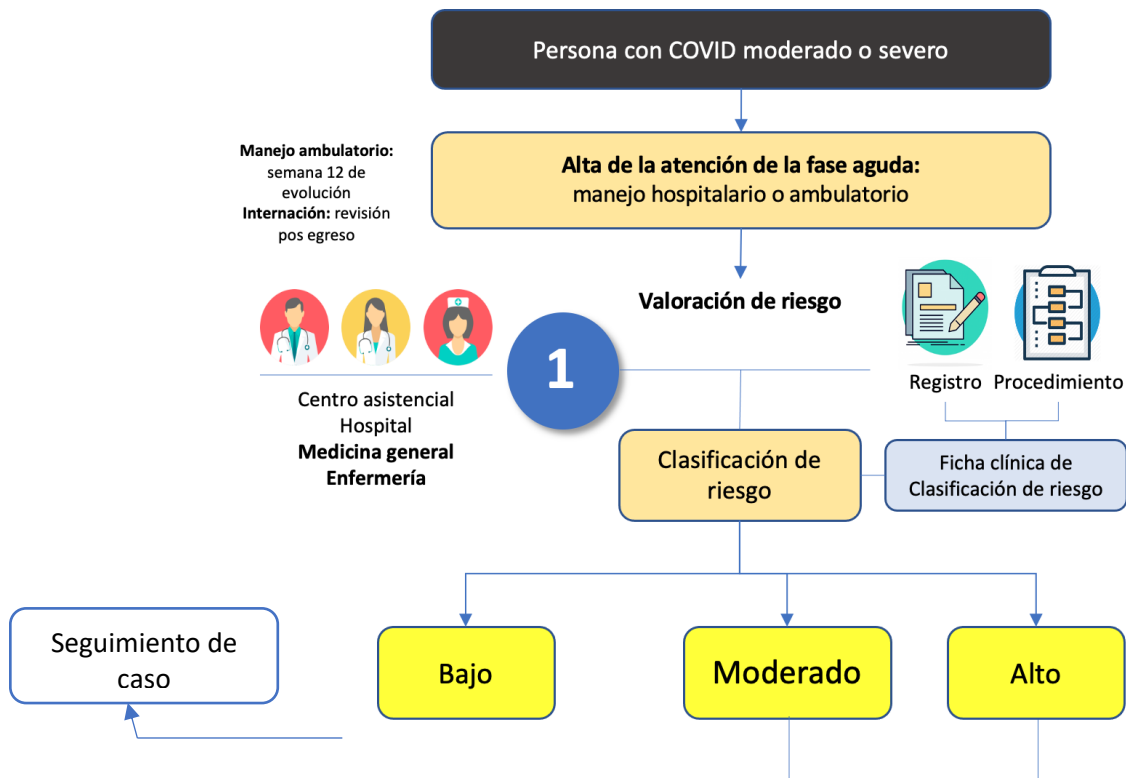 Persona con COVID moderado o severo
Manejo ambulatorio:
semana 12 de
evolución
Internación: revisión
pos egreso
Alta de la atención de la fase aguda:
manejo hospitalario o ambulatorio
Valoración de riesgo
1
Registro
Procedimiento
Centro asistencial
Hospital
Medicina general
Enfermería
Clasificación de
riesgo
Ficha clínica de
Clasificación de riesgo
Seguimiento de
caso
Bajo
Moderado
Alto